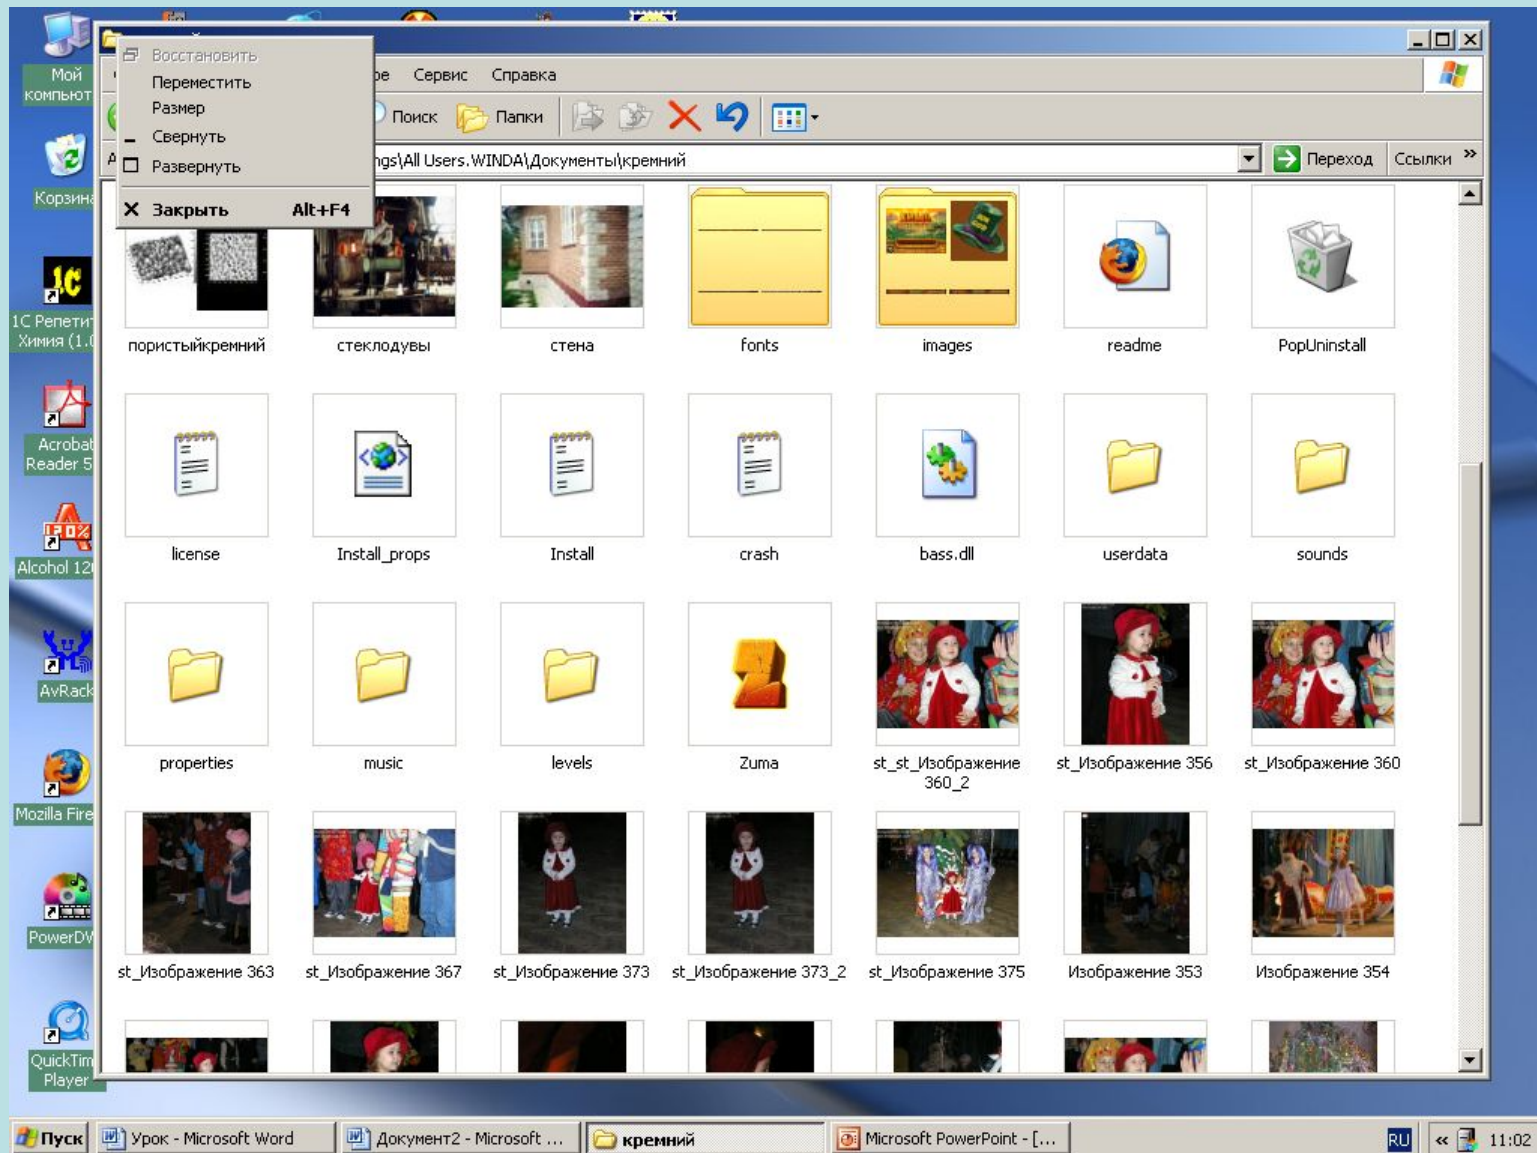 Мой
компьют
Корзина
1С Репети
Химия (1.0
Acrobat
Reader 5
Alcohol 120
AvRack
Mozilla Fire
PowerDV
QuickTim
Player
Восстановить
Переместить
Размер
Свернуть
Развернуть
Закрыть Alt+F4
ое Сервис Справка
Поиск Папки
ngs\All Users.WINDA\Документы\кремний
Переход Ссылки »
пористыйкремний стеклодувы стена fonts images readme PopUninstall
license Install_props Install crash bass.dll userdata sounds
properties music levels Zuma st_st_Изображение 360_2 st_Изображение 356 st_Изображение 360
st_Изображение 363 st_Изображение 367 st_Изображение 373 st_Изображение 373_2 st_Изображение 375 Изображение 353 Изображение 354
Пуск Урок - Microsoft Word Документ2 - Microsoft ... кремний Microsoft PowerPoint - [... RU « 11:02